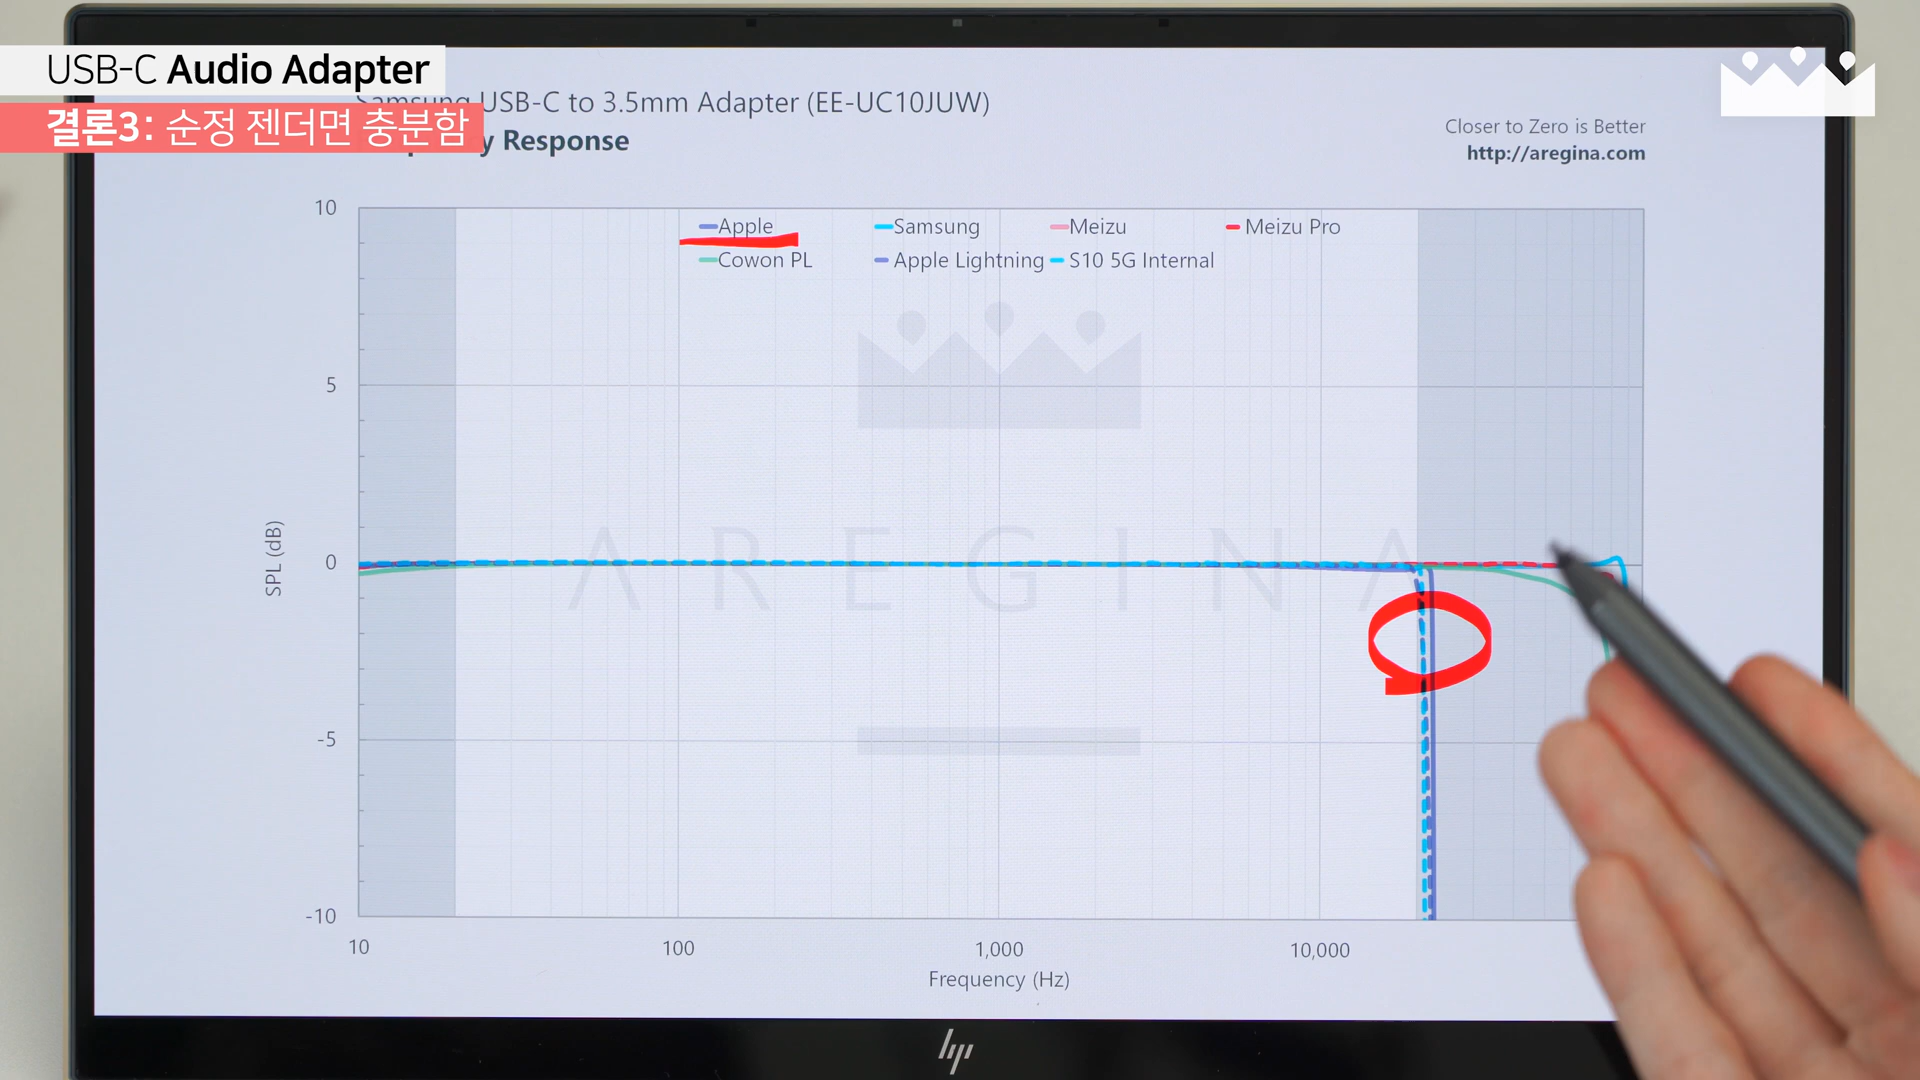 USB-C Audio Adapter
결론3: 순정 젠더면 충분함
Samsung USB-C to 3.5mm Adapter (EE-UC10JUW)
Response
Closer to Zero is Better
http://aregina.com
Apple
Samsung
Meizu
Meizu Pro
Cowon PL
Apple Lightning
S10 5G Internal
10
5
0
-5
-10
SPL (dB)
AREGINA
10
100
1,000
10,000
Frequency (Hz)
hp